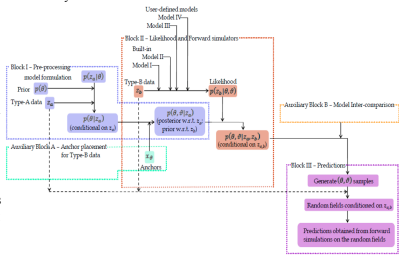 User-defined models
Model IV
Model III
Block II – Likelihood and Forward simulators
Built-in
Model II
Model I
Block I – Pre-processing
model formulation
p(z_a|θ)
Prior
p(θ)
Type-A data
z_a
Type-B data
z_b
Likelihood
p(z_b|θ, ϑ)
p(θ|z_a)
(conditional on z_a)
p(θ, ϑ|z_a)
(posterior w.r.t. z_a)
prior w.r.t. z_b)
p(θ, ϑ|z_a, z_b)
(conditional on z_a,b)
Auxiliary Block B – Model Inter-comparison
Auxiliary Block A – Anchor placement
for Type-B data
Anchors
Block III – Predictions
Generate (θ, ϑ) samples
Random fields conditioned on z_a,b
Predictions obtained from forward
simulations on the random fields